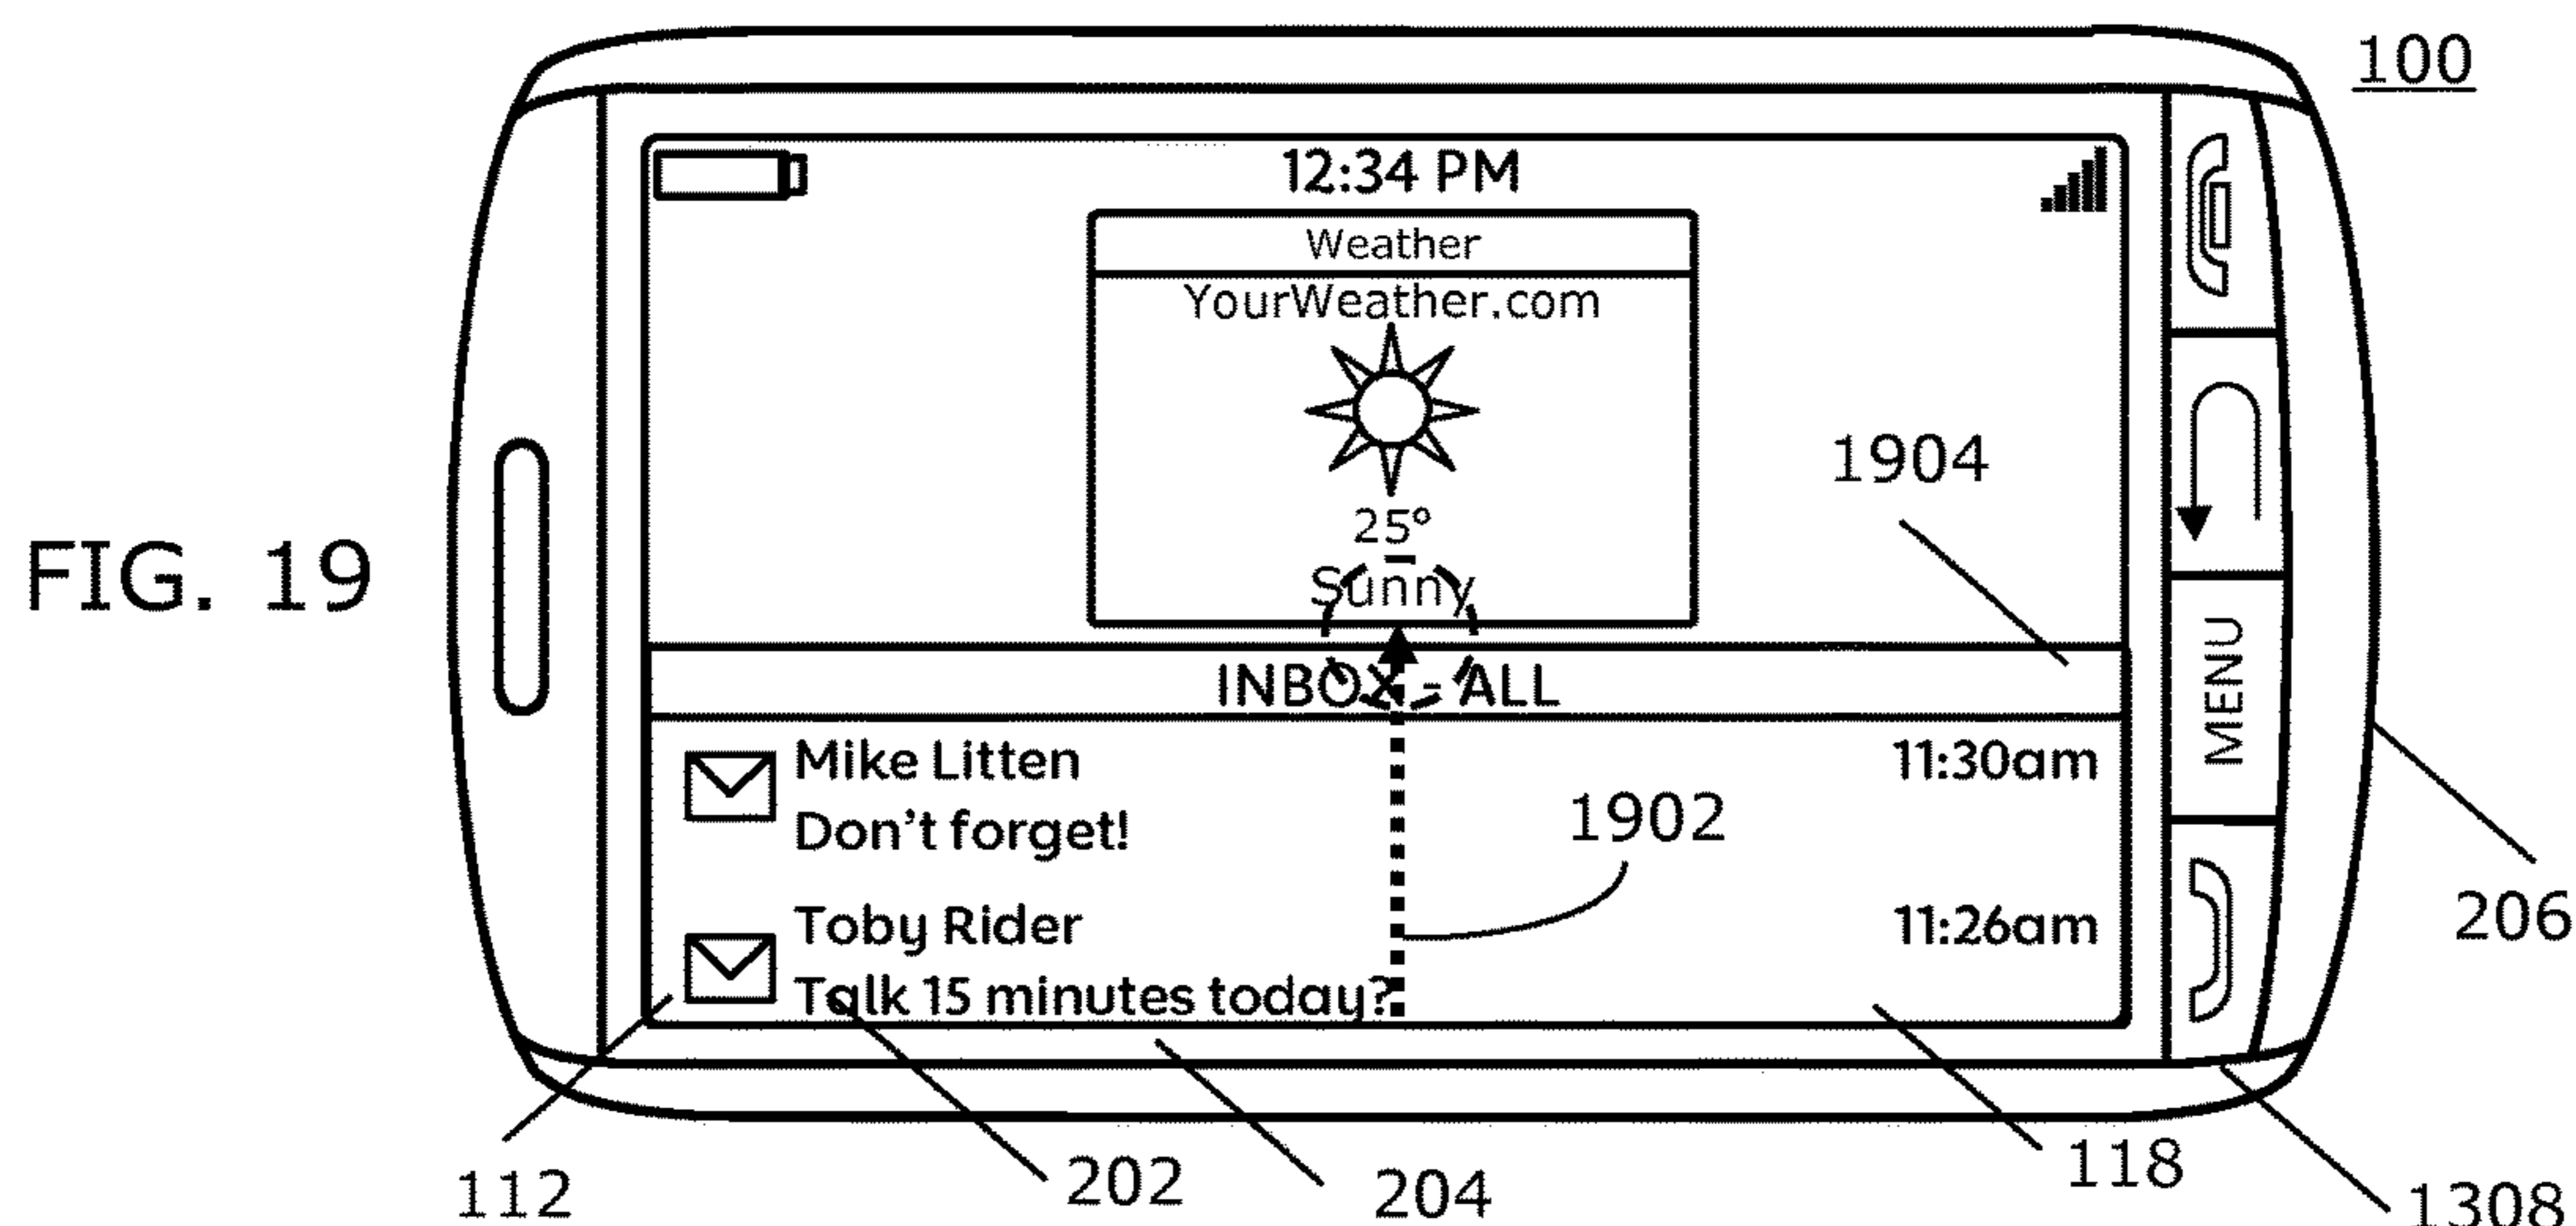 100
12:34 PM
Weather
YourWeather.com
1904
25°
FIG. 19
Sunny
MENU
INBOX - ALL
Mike Litten 11:30am
1902
Don't forget!
206
Toby Rider 11:26am
Talk 15 minutes today?
118
112 202 204 1308